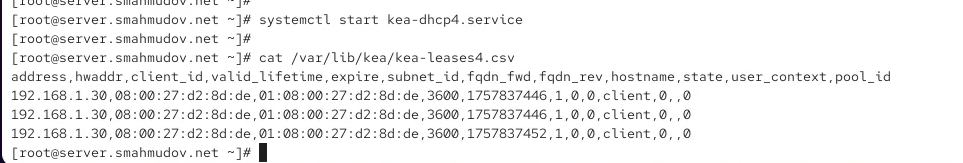 [root@server.smahmudov.net ~]#
[root@server.smahmudov.net ~]# systemctl start kea-dhcp4.service
[root@server.smahmudov.net ~]#
[root@server.smahmudov.net ~]# cat /var/lib/kea/kea-leases4.csv
address,hwaddr,client_id,valid_lifetime,expire,subnet_id,fqdn_fwd,fqdn_rev,hostname,state,user_context,pool_id
192.168.1.30,08:00:27:d2:8d:de,01:08:00:27:d2:8d:de,3600,1757837446,1,0,0,client,0,,0
192.168.1.30,08:00:27:d2:8d:de,01:08:00:27:d2:8d:de,3600,1757837446,1,0,0,client,0,,0
192.168.1.30,08:00:27:d2:8d:de,01:08:00:27:d2:8d:de,3600,1757837452,1,0,0,client,0,,0
[root@server.smahmudov.net ~]#